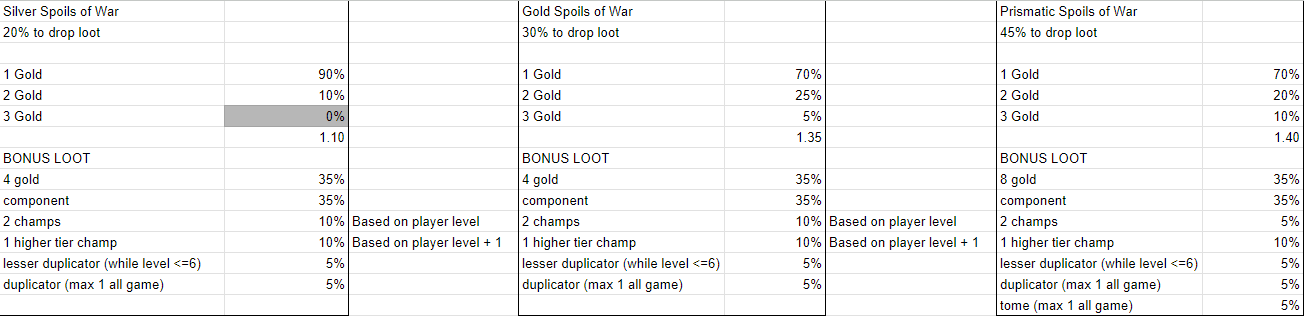 Silver Spoils of War Gold Spoils of War Prismatic Spoils of War
20% to drop loot 30% to drop loot 45% to drop loot
1 Gold 90% 1 Gold 70% 1 Gold 70%
2 Gold 10% 2 Gold 25% 2 Gold 20%
3 Gold 0% 3 Gold 5% 3 Gold 10%
1.10 1.35 1.40
BONUS LOOT BONUS LOOT BONUS LOOT
4 gold 35% 4 gold 35% 8 gold 35%
component 35% component 35% component 35%
2 champs 10% Based on player level 2 champs 10% Based on player level 2 champs 5%
1 higher tier champ 10% Based on player level + 1 1 higher tier champ 10% Based on player level + 1 1 higher tier champ 10%
lesser duplicator (while level <=6) 5% lesser duplicator (while level <=6) 5% lesser duplicator (while level <=6) 5%
duplicator (max 1 all game) 5% duplicator (max 1 all game) 5% duplicator (max 1 all game) 5%
tome (max 1 all game) 5%